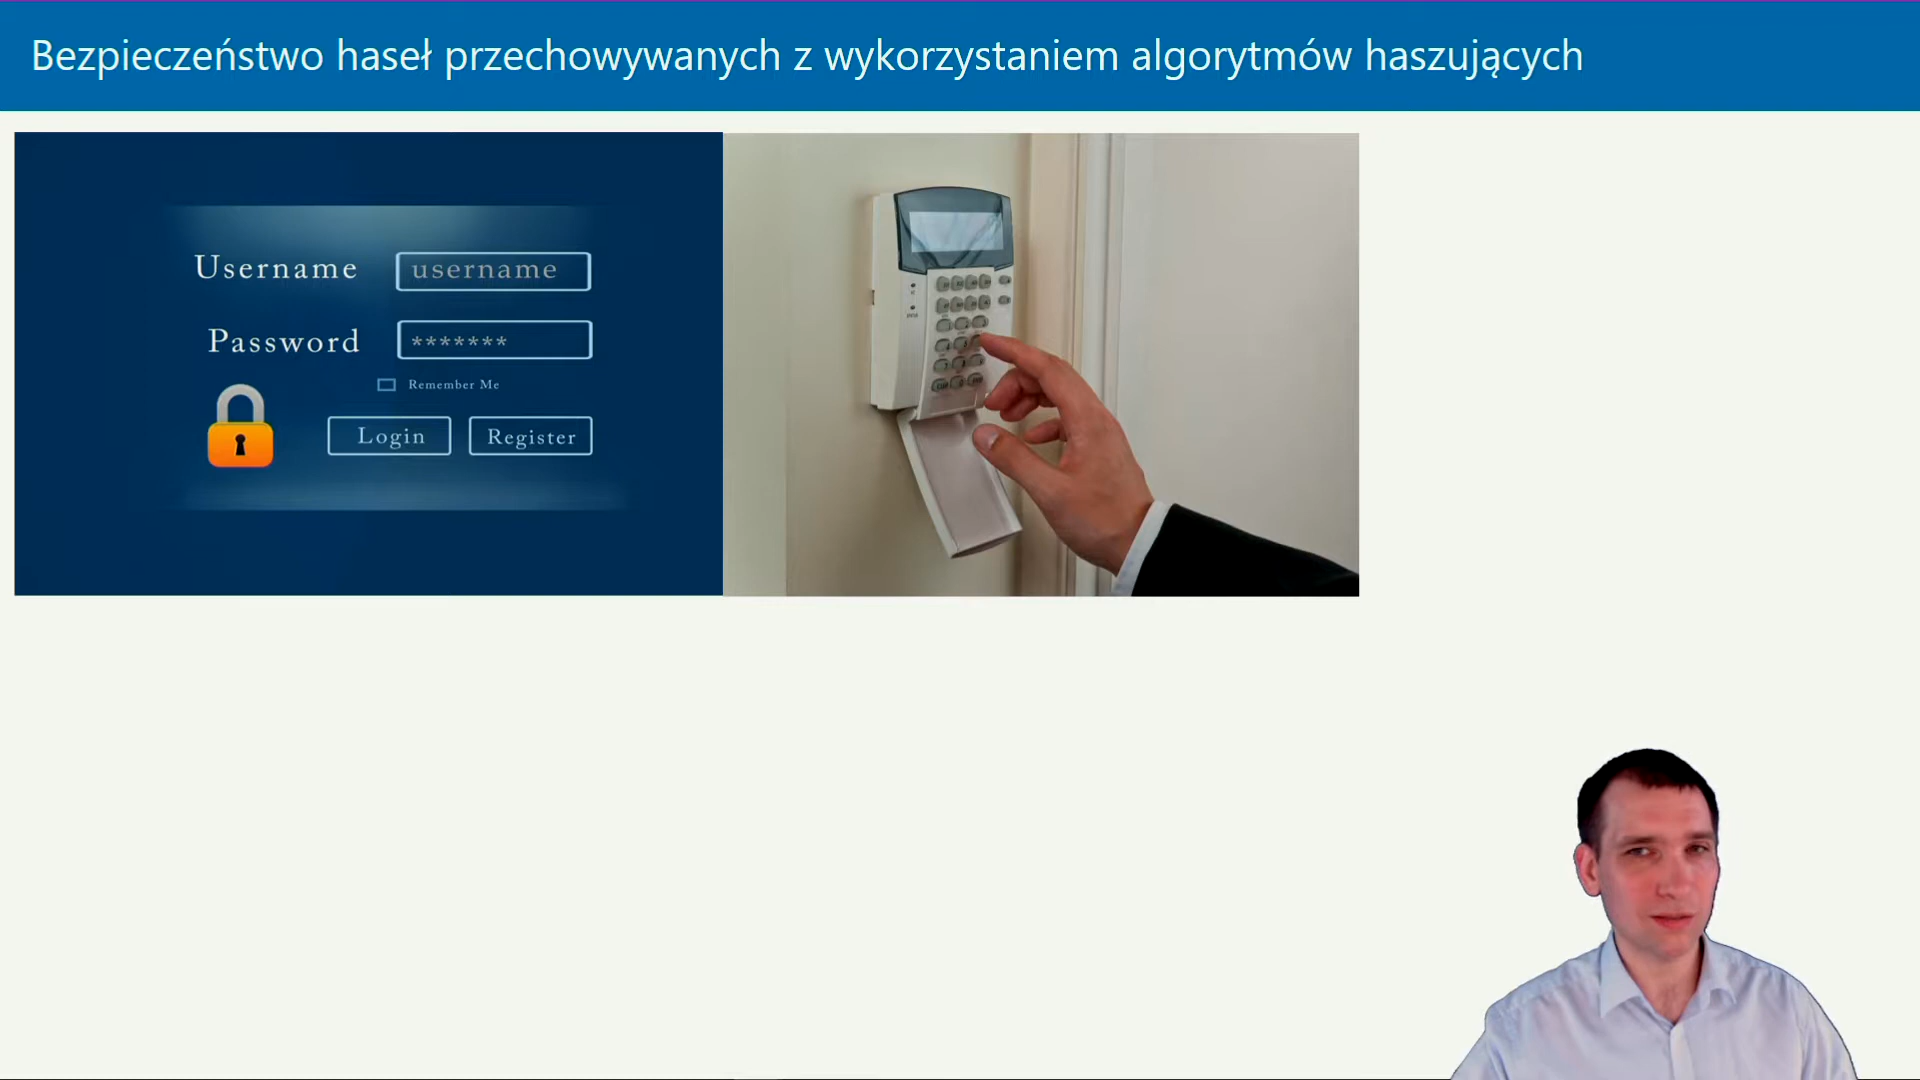 Bezpieczeństwo haseł przechowywanych z wykorzystaniem algorytmów haszujących
Username username
Password *******
Remember Me
Login Register